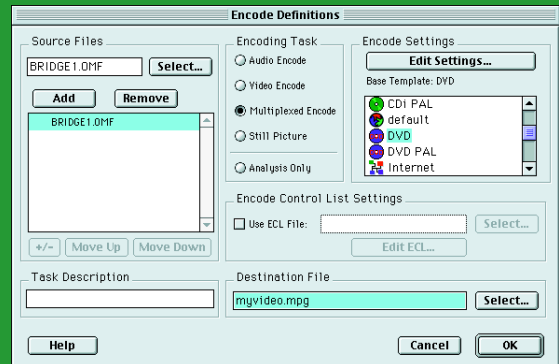 Encode Definitions
Source Files
BRIDGE1.OMF
Select...
Add
Remove
BRIDGE1.OMF
+/-
Move Up
Move Down
Encoding Task
Audio Encode
Video Encode
Multiplexed Encode
Still Picture
Analysis Only
Encode Settings
Edit Settings...
Base Template: DVD
CDi PAL
default
DVD
DVD PAL
Internet
Encode Control List Settings
Use ECL File:
Select...
Edit ECL...
Task Description
Destination File
myvideo.mpg
Select...
Help
Cancel
OK